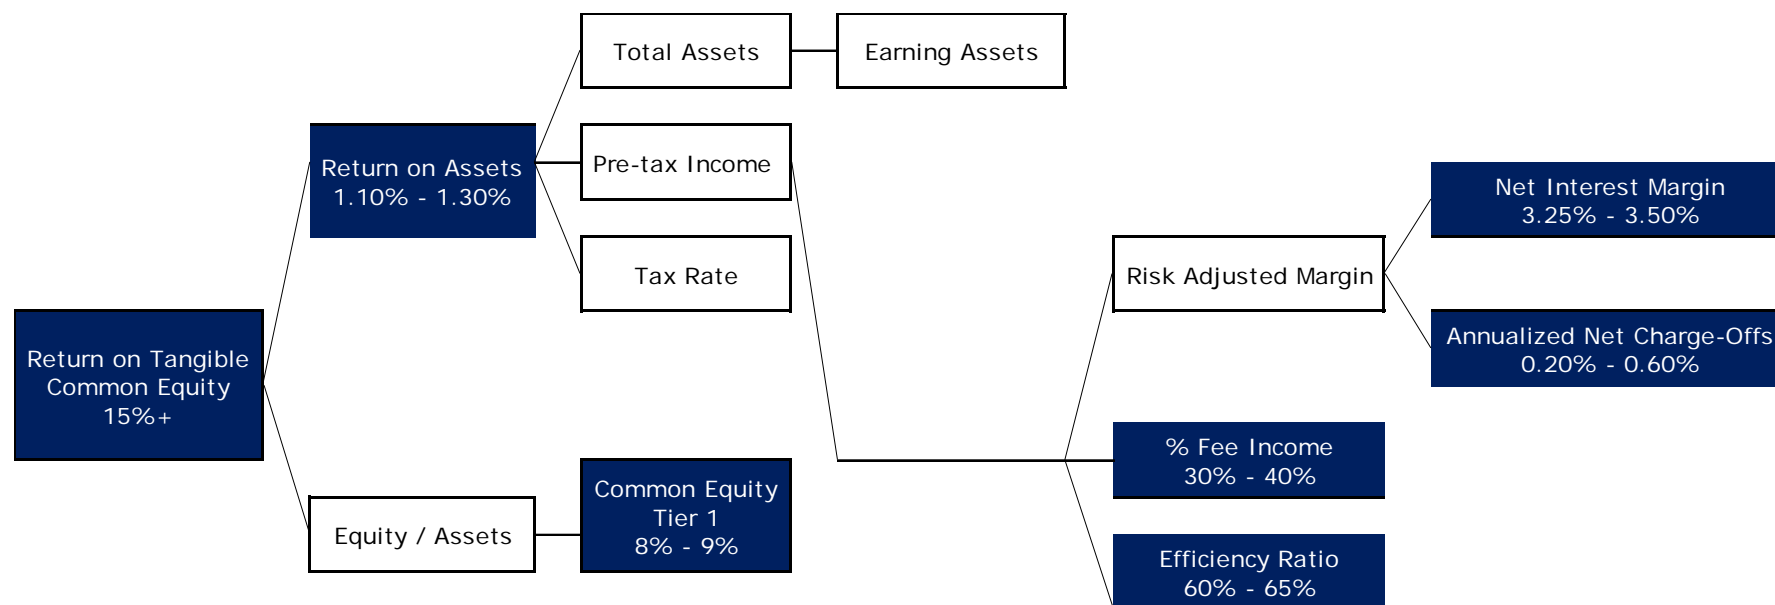 Total Assets
Earning Assets
Return on Assets
1.10% - 1.30%
Pre-tax Income
Net Interest Margin
3.25% - 3.50%
Tax Rate
Risk Adjusted Margin
Return on Tangible
Common Equity
15%+
Annualized Net Charge-Offs
0.20% - 0.60%
% Fee Income
30% - 40%
Common Equity
Tier 1
8% - 9%
Equity / Assets
Efficiency Ratio
60% - 65%